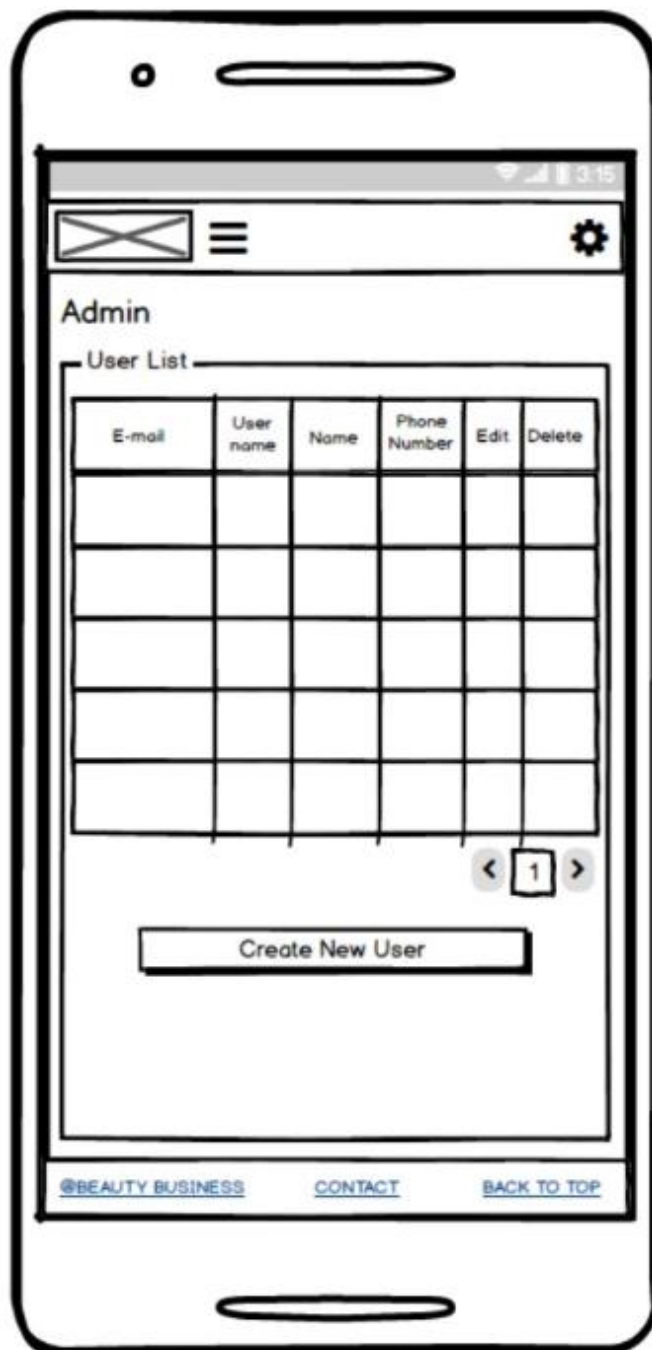 3:15
Admin
User List
E-mail
User
name
Name
Phone
Number
Edit
Delete
1
Create New User
@BEAUTY BUSINESS
CONTACT
BACK TO TOP